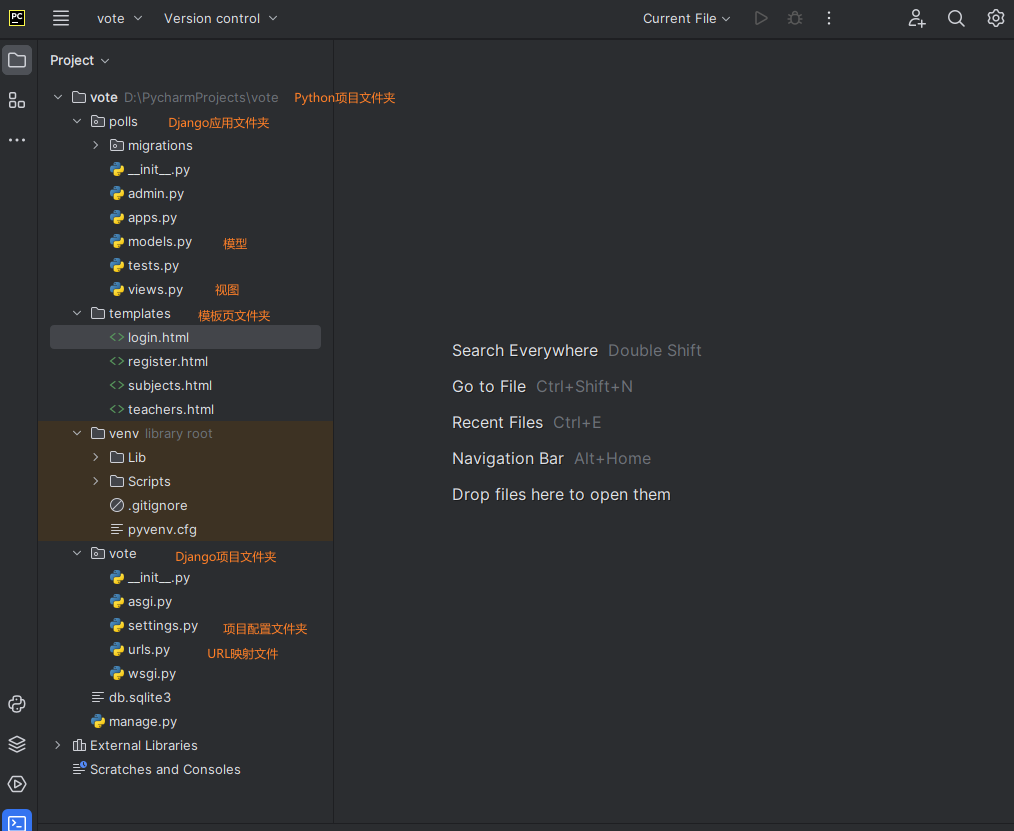 PC
vote
Version control
Current File
Project
vote D:\PycharmProjects\vote Python项目文件夹
polls Django应用文件夹
migrations
__init__.py
admin.py
apps.py
models.py 模型
tests.py
views.py 视图
templates 模板页文件夹
<> login.html
<> register.html
<> subjects.html
<> teachers.html
venv library root
Lib
Scripts
.gitignore
pyvenv.cfg
vote Django项目文件夹
__init__.py
asgi.py
settings.py 项目配置文件夹
urls.py URL映射文件
wsgi.py
db.sqlite3
manage.py
External Libraries
Scratches and Consoles
Search Everywhere Double Shift
Go to File Ctrl+Shift+N
Recent Files Ctrl+E
Navigation Bar Alt+Home
Drop files here to open them